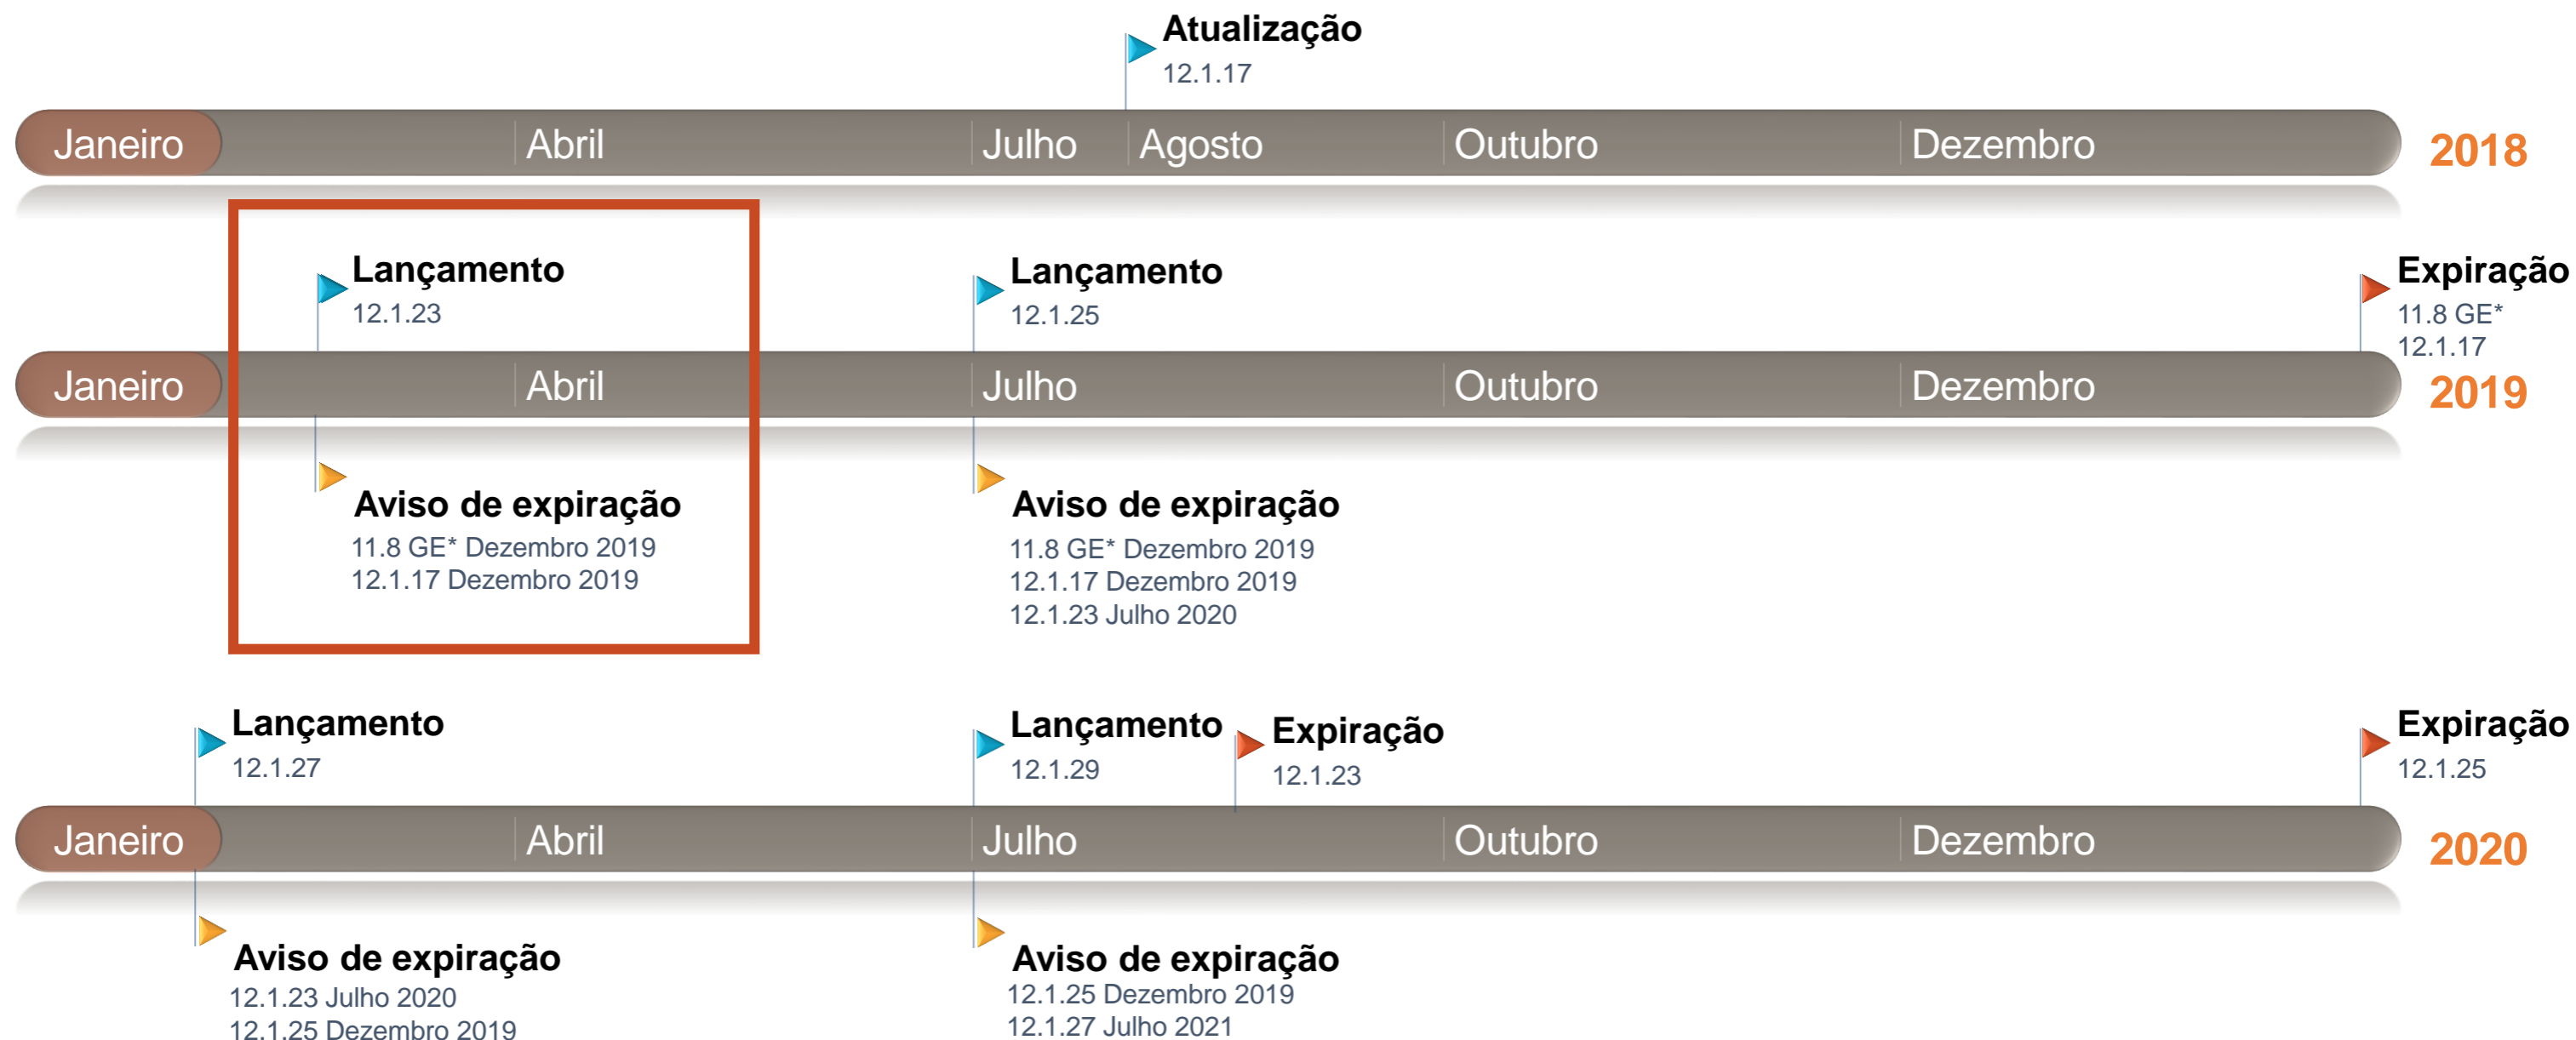 Atualização
12.1.17
Janeiro Abril Julho Agosto Outubro Dezembro 2018
Lançamento
12.1.23
Lançamento
12.1.25
Expiração
11.8 GE*
12.1.17
Janeiro Abril Julho Outubro Dezembro 2019
Aviso de expiração
11.8 GE* Dezembro 2019
12.1.17 Dezembro 2019
Aviso de expiração
11.8 GE* Dezembro 2019
12.1.17 Dezembro 2019
12.1.23 Julho 2020
Lançamento
12.1.27
Lançamento
12.1.29
Expiração
12.1.23
Expiração
12.1.25
Janeiro Abril Julho Outubro Dezembro 2020
Aviso de expiração
12.1.23 Julho 2020
12.1.25 Dezembro 2019
Aviso de expiração
12.1.25 Dezembro 2019
12.1.27 Julho 2021